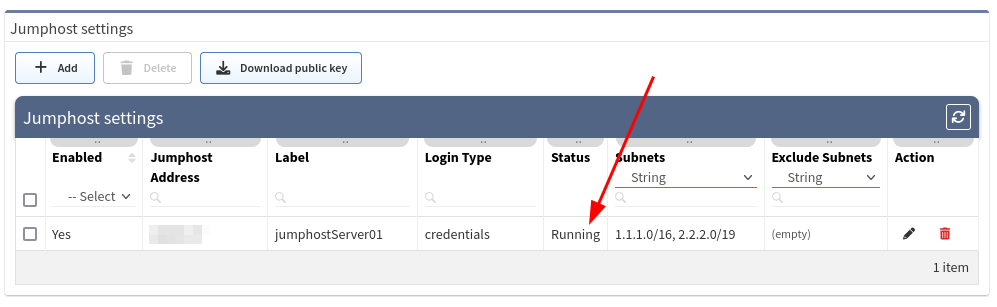 Jumphost settings
Add Delete Download public key
Jumphost settings
Enabled Jumphost Address Label Login Type Status Subnets Exclude Subnets Action
-- Select String String
Yes jumphostServer01 credentials Running 1.1.1.0/16, 2.2.2.0/19 (empty)
1 item